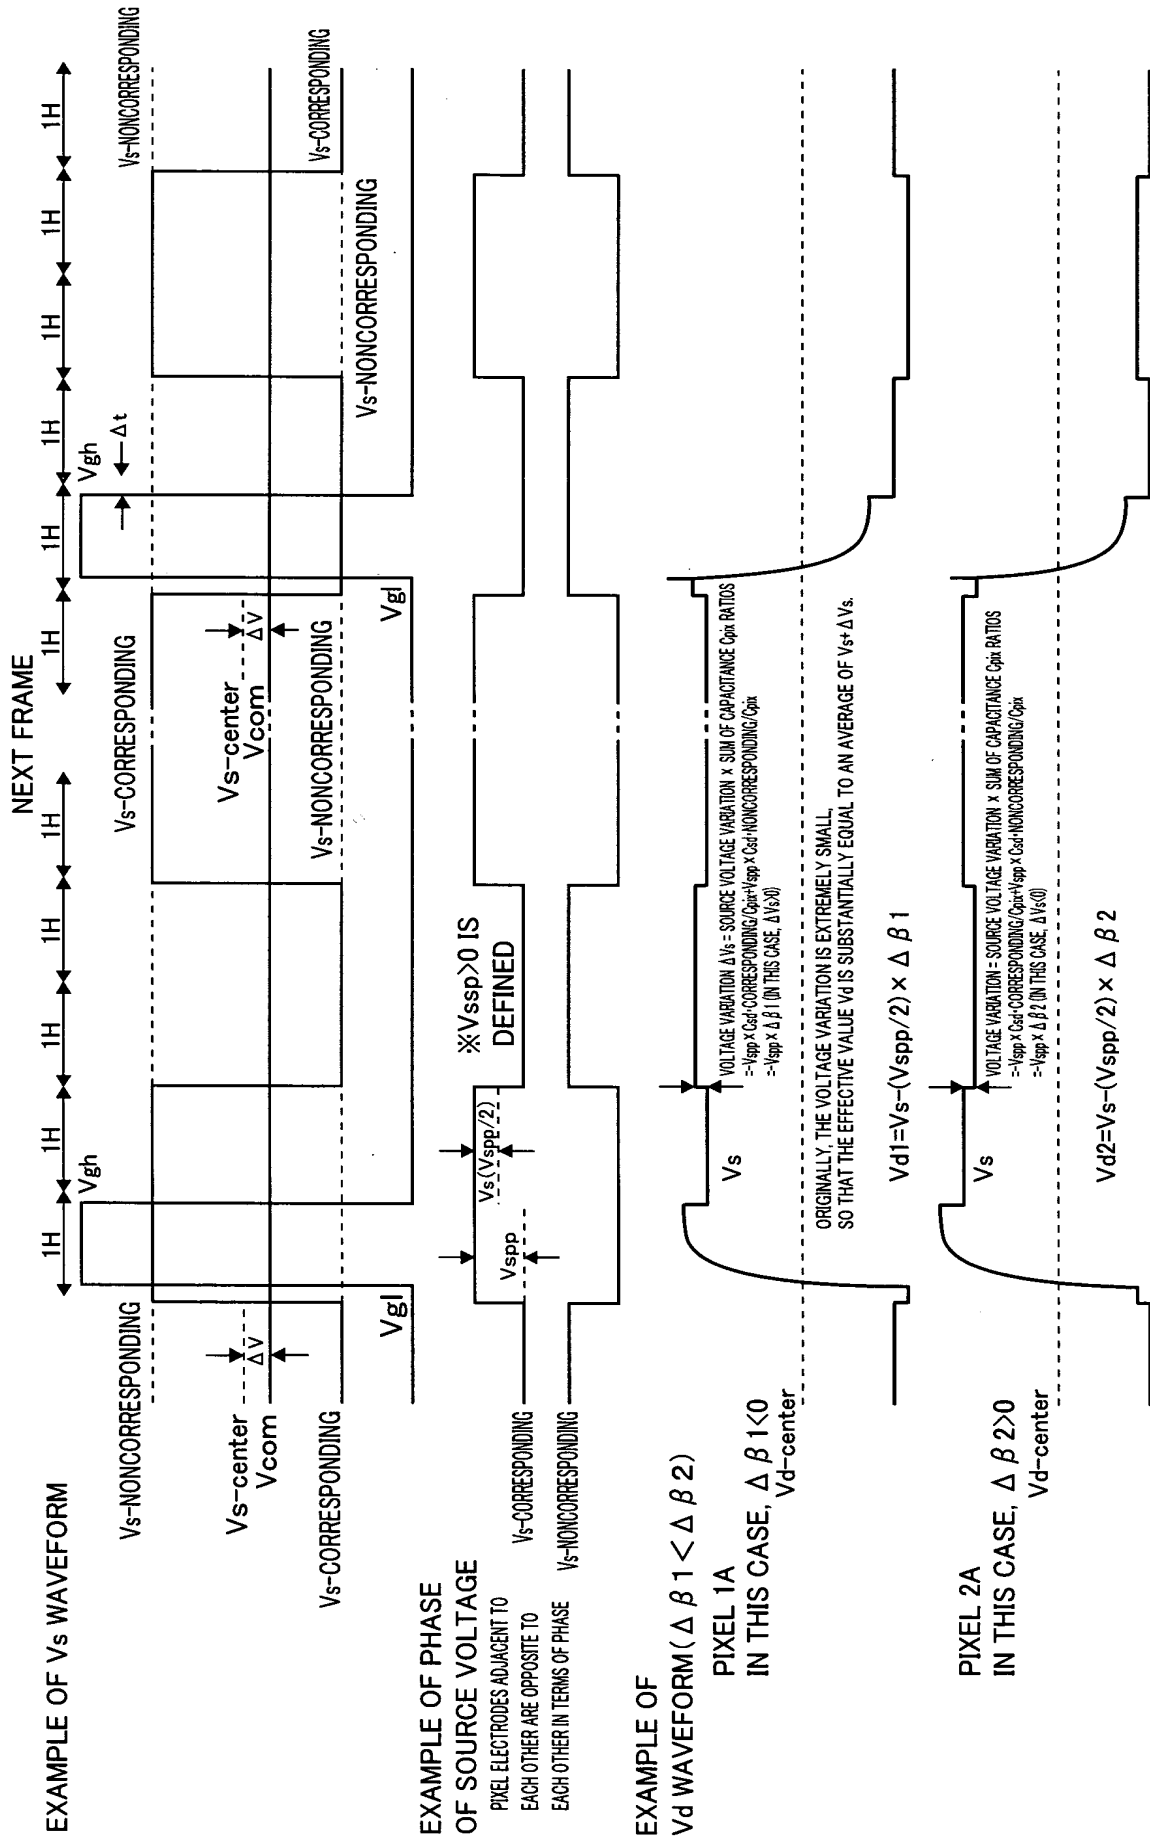 EXAMPLE OF Vs WAVEFORM
NEXT FRAME
1H
1H
1H
1H
1H
1H
1H
1H
1H
1H
1H
Vgh
Vgh
Δt
Vs-NONCORRESPONDING
Vs-CORRESPONDING
Vs-NONCORRESPONDING
Vs-center
ΔV
Vcom
Vs-center
ΔV
Vcom
Vs-CORRESPONDING
Vs-NONCORRESPONDING
Vs-CORRESPONDING
Vs-NONCORRESPONDING
Vgl
Vgl
EXAMPLE OF PHASE
OF SOURCE VOLTAGE
PIXEL ELECTRODES ADJACENT TO
EACH OTHER ARE OPPOSITE TO
EACH OTHER IN TERMS OF PHASE
Vs-CORRESPONDING
Vs-NONCORRESPONDING
Vspp
Vs(Vspp/2)
※Vssp>0 IS
DEFINED
EXAMPLE OF
Vd WAVEFORM(Δβ1<Δβ2)
PIXEL 1A
IN THIS CASE, Δβ1<0
Vd-center
Vs
VOLTAGE VARIATION ΔVs = SOURCE VOLTAGE VARIATION x SUM OF CAPACITANCE Cpix RATIOS
=-Vspp x Csd·CORRESPONDING/Cpix+Vspp x Csd·NONCORRESPONDING/Cpix
=-Vspp x Δβ1 (IN THIS CASE, ΔVs>0)
ORIGINALLY, THE VOLTAGE VARIATION IS EXTREMELY SMALL,
SO THAT THE EFFECTIVE VALUE Vd IS SUBSTANTIALLY EQUAL TO AN AVERAGE OF Vs+ΔVs.
Vd1=Vs-(Vspp/2)×Δβ1
PIXEL 2A
IN THIS CASE, Δβ2>0
Vd-center
Vs
VOLTAGE VARIATION = SOURCE VOLTAGE VARIATION x SUM OF CAPACITANCE Cpix RATIOS
=-Vspp x Csd·CORRESPONDING/Cpix+Vspp x Csd·NONCORRESPONDING/Cpix
=-Vspp x Δβ2 (IN THIS CASE, ΔVs<0)
Vd2=Vs-(Vspp/2)×Δβ2